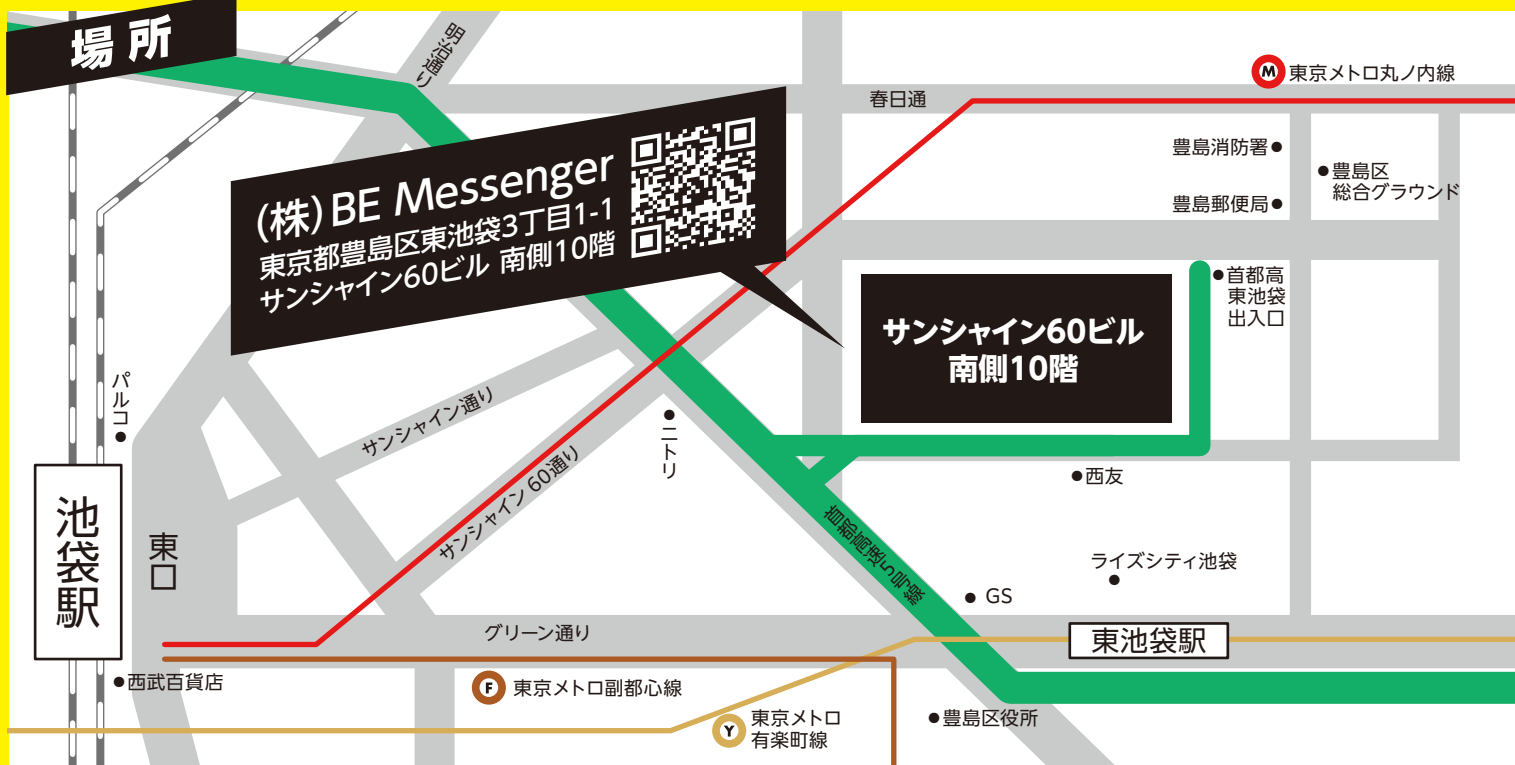 場所
明治通り
M 東京メトロ丸ノ内線
春日通
豊島消防署
豊島区
総合グラウンド
豊島郵便局
(株)BE Messenger
東京都豊島区東池袋3丁目1-1
サンシャイン60ビル 南側10階
首都高
東池袋
出入口
サンシャイン60ビル
南側10階
パルコ
サンシャイン通り
ニトリ
サンシャイン 60通り
西友
池袋駅
東口
首都高速5号線
ライズシティ池袋
GS
グリーン通り
東池袋駅
西武百貨店
F 東京メトロ副都心線
Y 東京メトロ
有楽町線
豊島区役所